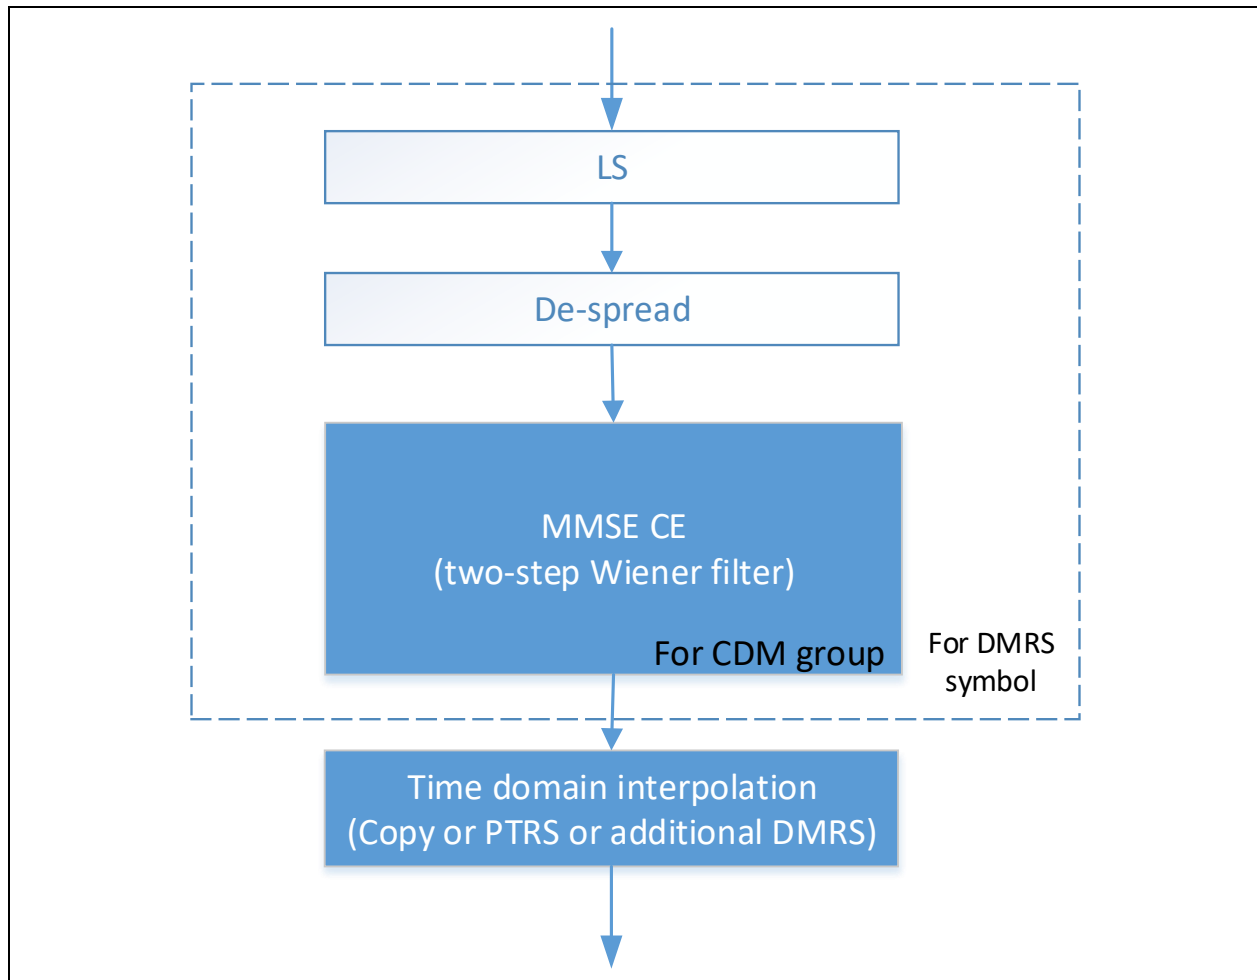 LS
De-spread
MMSE CE
(two-step Wiener filter)
For CDM group
For DMRS
symbol
Time domain interpolation
(Copy or PTRS or additional DMRS)